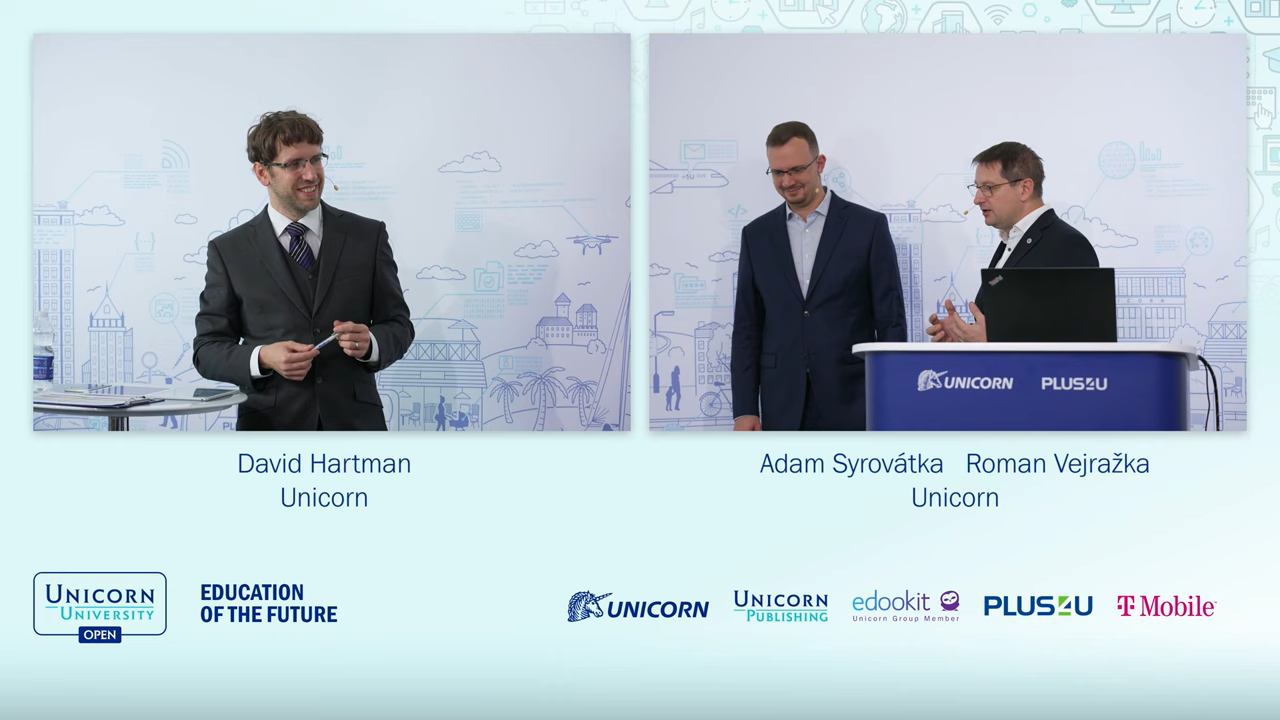 UNICORN PLUS4U
David Hartman
Unicorn
Adam Syrovátka Roman Vejražka
Unicorn
UNICORN
UNIVERSITY
OPEN
EDUCATION
OF THE FUTURE
UNICORN
UNICORN
PUBLISHING
edookit
Unicorn Group Member
PLUS4U
T Mobile